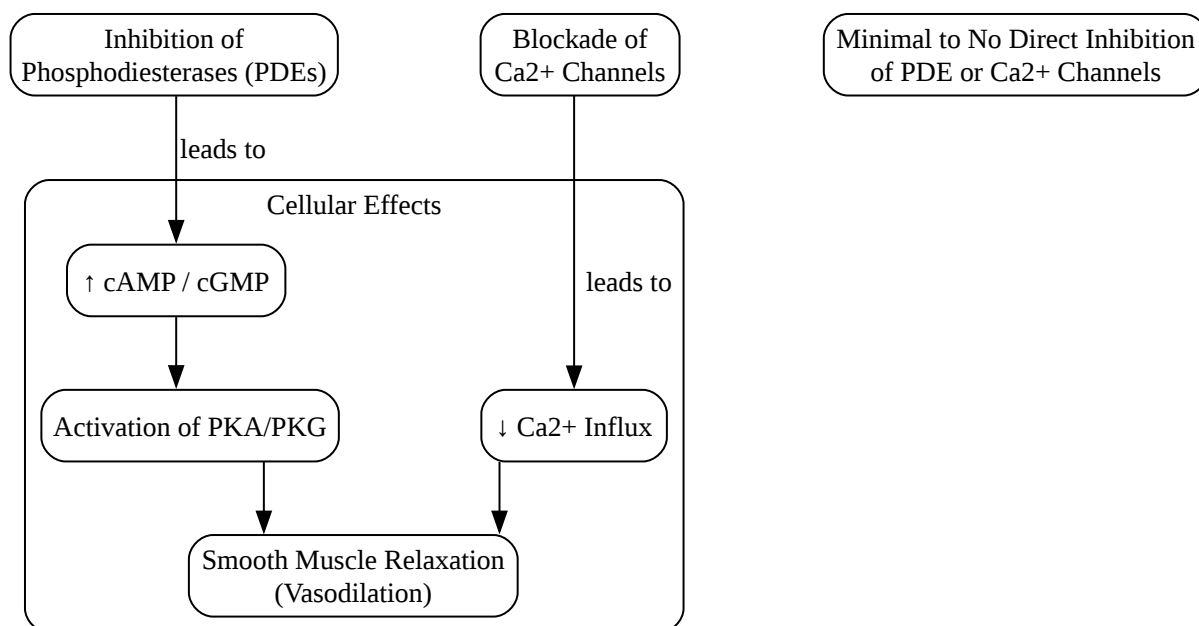 Inhibition of
Phosphodiesterases (PDEs)
Blockade of
Ca2+ Channels
Minimal to No Direct Inhibition
of PDE or Ca2+ Channels
leads to
Cellular Effects
↑ cAMP / cGMP
leads to
Activation of PKA/PKG
↓ Ca2+ Influx
Smooth Muscle Relaxation
(Vasodilation)